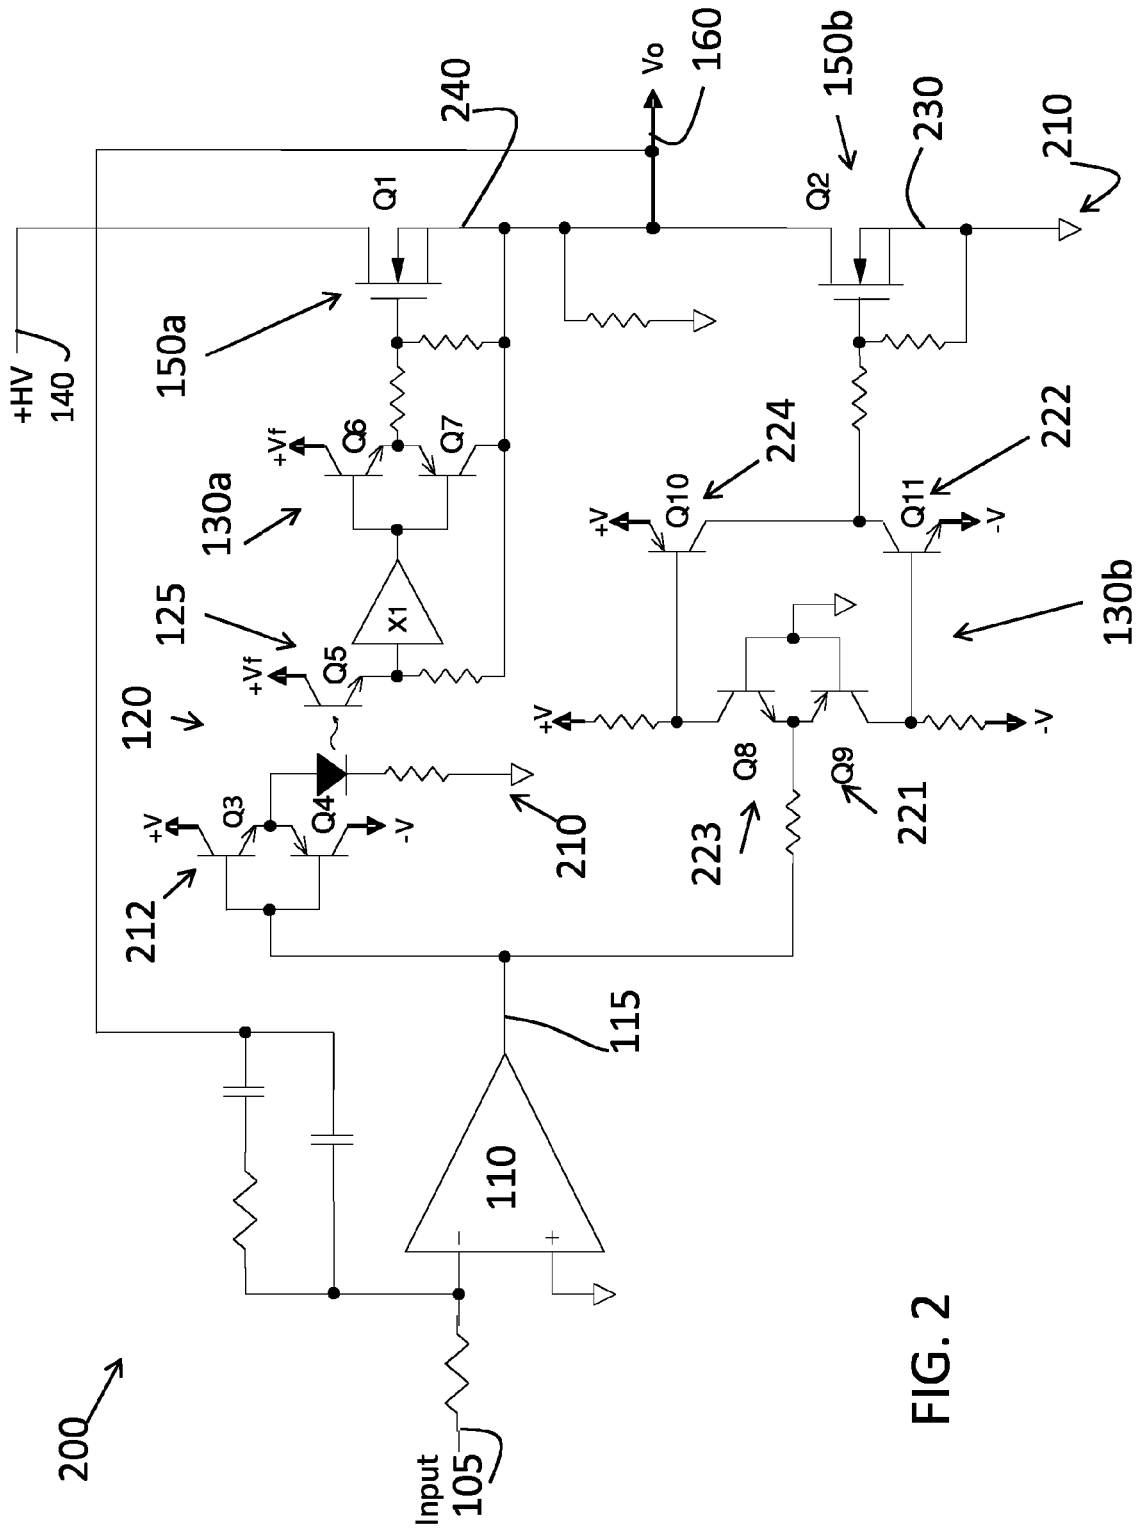 +HV
140
150a
Q1
240
Vo
160
150b
Q2
230
210
+Vf
Q6
Q7
130a
X1
125
+Vf
Q5
120
+V
Q3
Q4
-V
212
210
+V
Q10
224
Q11
222
-V
130b
+V
Q8
223
Q9
221
-V
115
110
-
+
200
Input
105
FIG. 2